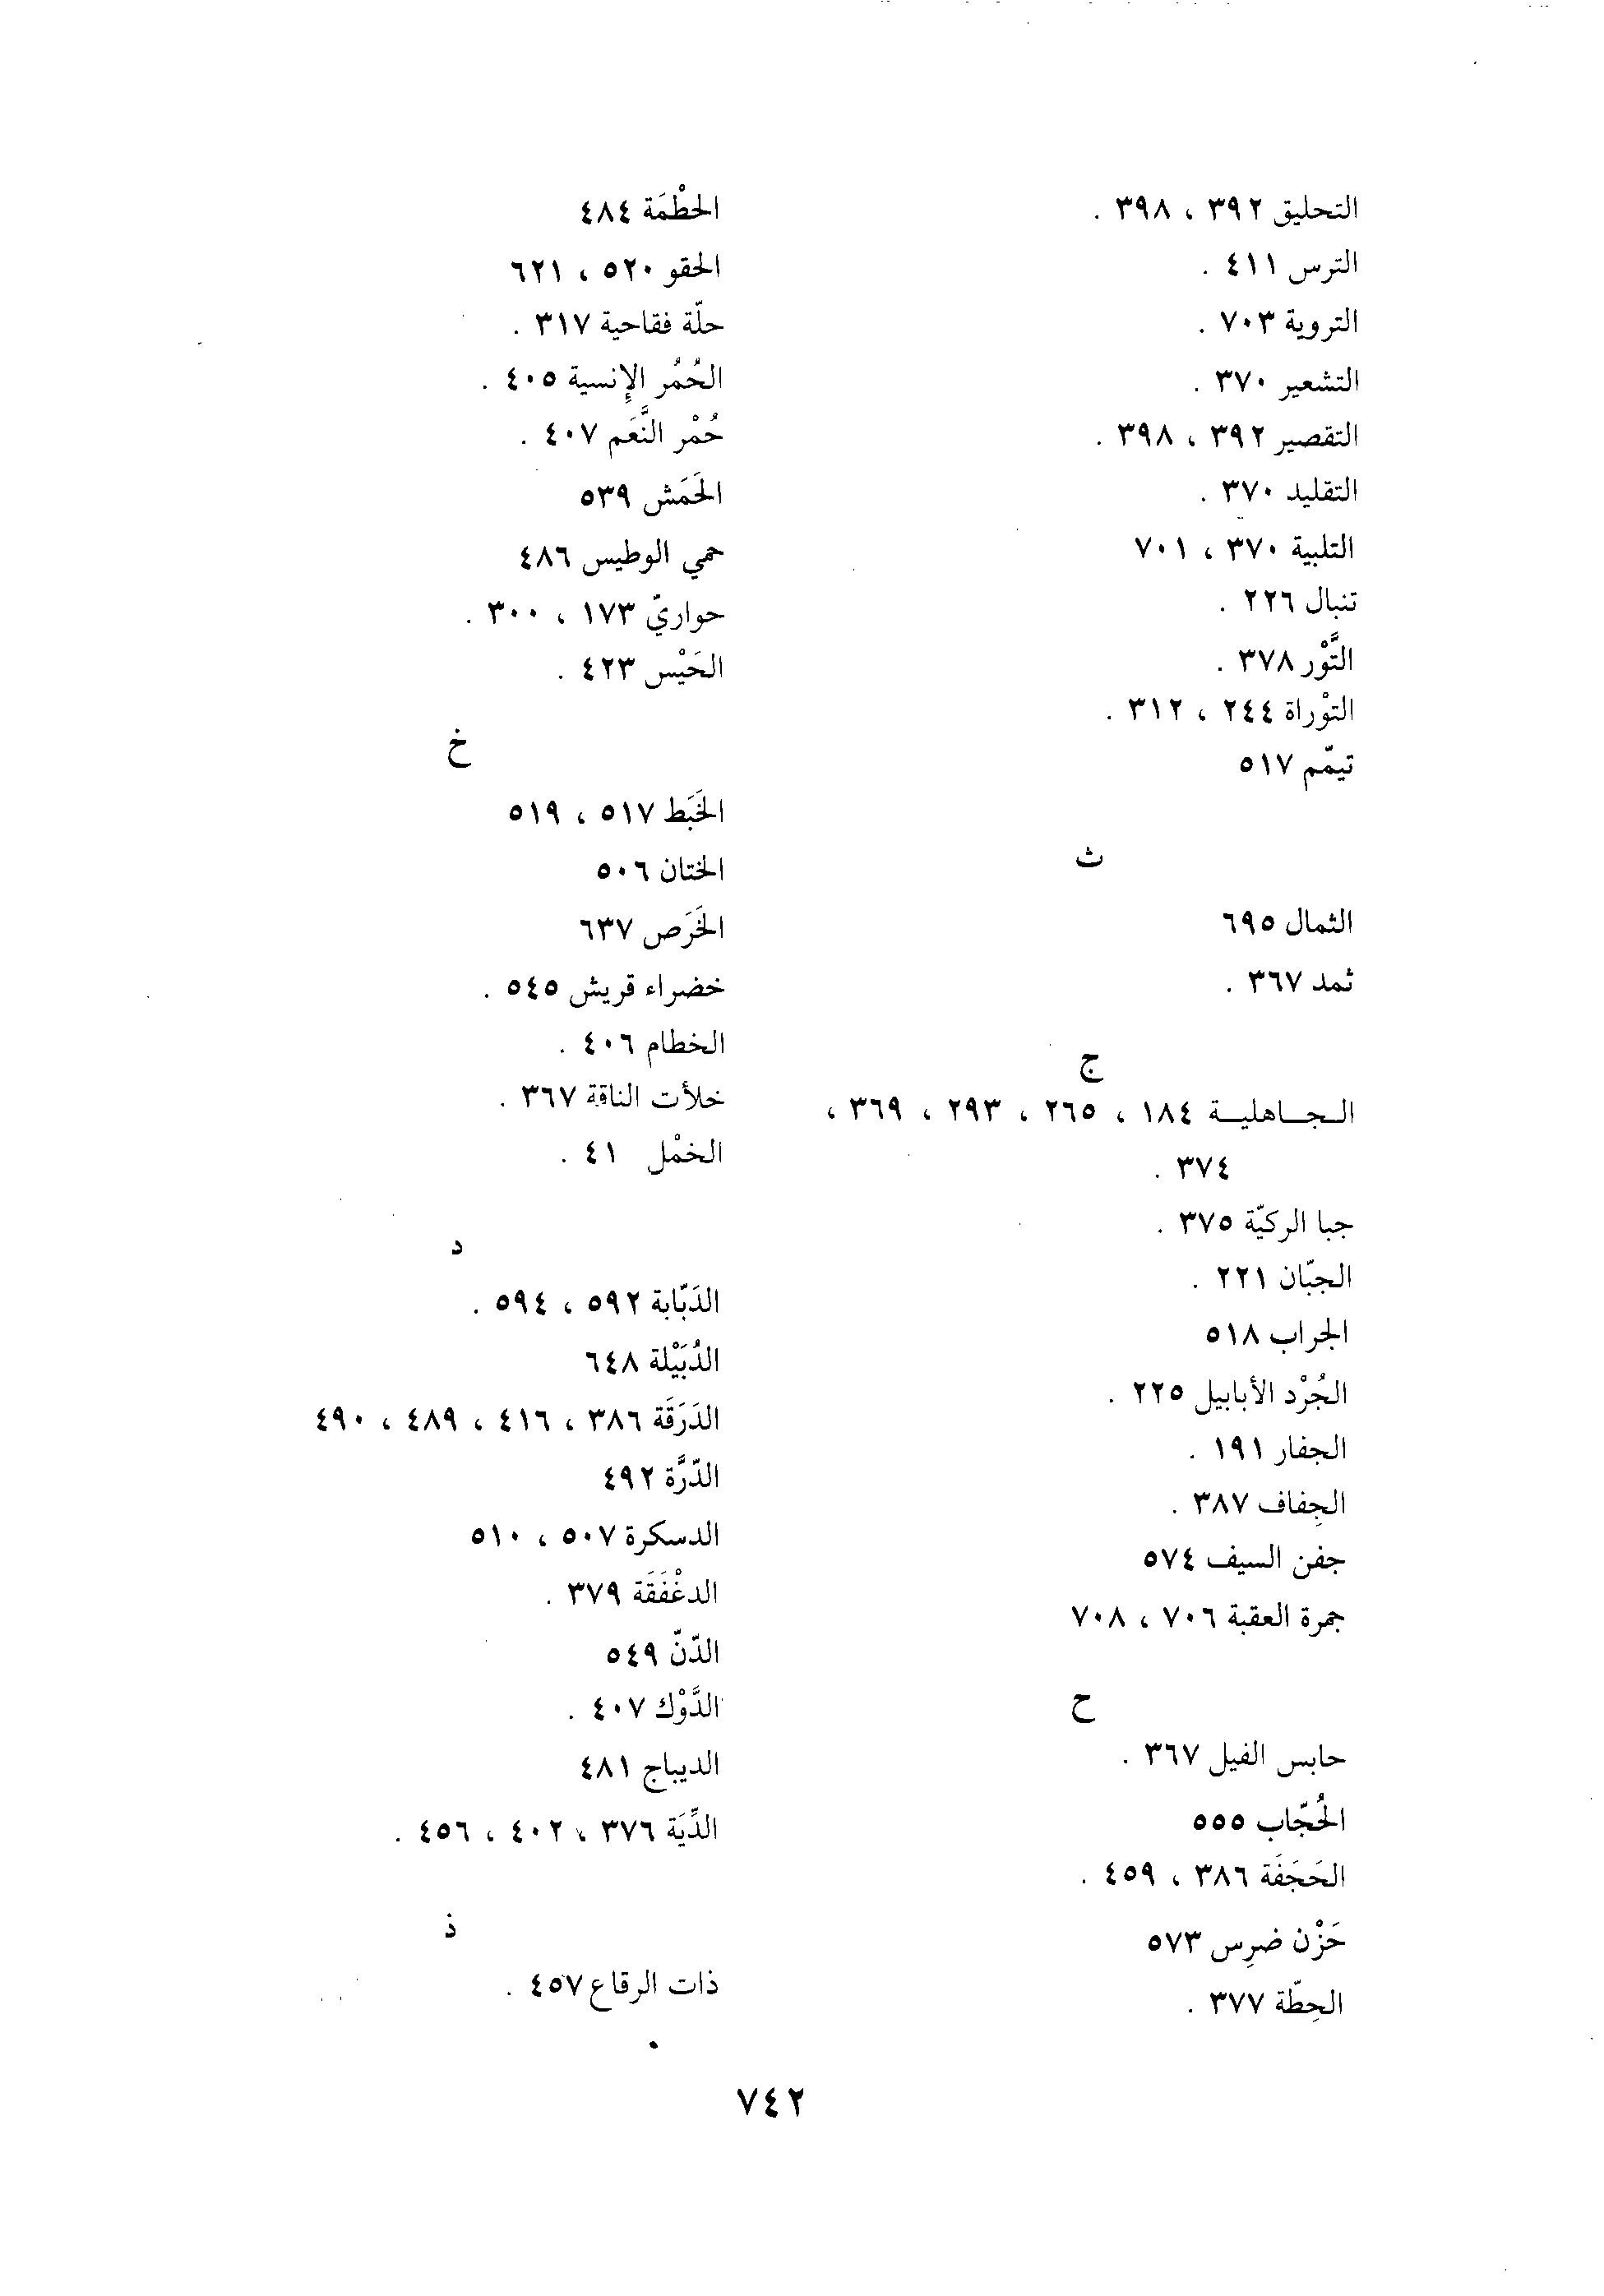 التحليق ٣٩٢ ، ٣٩٨ .
الترس ٤١١ .
التروية ٧٠٣ .
التشعير ٣٧٠ .
التقصير ٣٩٢ ، ٣٩٨ .
التقليد ٣٧٠ .
التلبية ٣٧٠ ، ٧٠١
تنبال ٢٢٦ .
التَّوْر ٣٧٨ .
التوْراة ٢٤٤ ، ٣١٢ .
تيمّم ٥١٧
ث
الثمال ٦٩٥
ثمد ٣٦٧ .
ج
الـجـاهليـة ١٨٤ ، ٢٦٥ ، ٢٩٣ ، ٣٦٩ ،
٣٧٤ .
جبا الركيّة ٣٧٥ .
الجبّان ٢٢١ .
الجراب ٥١٨
الجُرْد الأبابيل ٢٢٥ .
الجفار ١٩١ .
الجِفاف ٣٨٧ .
جفن السيف ٥٧٤
جمرة العقبة ٧٠٦ ، ٧٠٨
ح
حابس الفيل ٣٦٧ .
الحُجّاب ٥٥٥
الحَجَفَة ٣٨٦ ، ٤٥٩ .
حَزْن ضرِس ٥٧٣
الحِطّة ٣٧٧ .
الحطْمَة ٤٨٤
الحقو ٥٢٠ ، ٦٢١
حلّة فقاحية ٣١٧ .
الحُمُر الإِنسية ٤٠٥ .
حُمْر النَّعَم ٤٠٧ .
الحَمَش ٥٣٩
حمي الوطيس ٤٨٦
حواريّ ١٧٣ ، ٣٠٠ .
الحَيْس ٤٢٣ .
خ
الخَبَط ٥١٧ ، ٥١٩
الختان ٥٠٦
الخَرَص ٦٣٧
خضراء قريش ٥٤٥ .
الخطام ٤٠٦ .
خلأت الناقة ٣٦٧ .
الخمْل ٤١ .
د
الدَبّابة ٥٩٢ ، ٥٩٤ .
الدُبَيْلة ٦٤٨
الدَرَقَة ٣٨٦ ، ٤١٦ ، ٤٨٩ ، ٤٩٠
الدّرَّة ٤٩٢
الدسكرة ٥٠٧ ، ٥١٠
الدغْفَقَة ٣٧٩ .
الدّنّ ٥٤٩
الدَّوْك ٤٠٧ .
الديباج ٤٨١
الدِّيَة ٣٧٦ ، ٤٠٢ ، ٤٥٦ .
ذ
ذات الرقاع ٤٥٧ .
٧٤٢